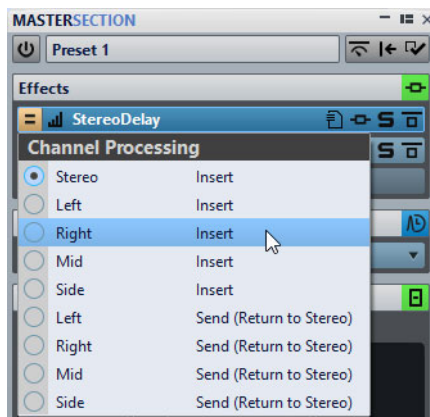 MASTERSECTION
Preset 1
Effects
StereoDelay
S
Channel Processing
S
Stereo Insert
Left Insert
Right Insert
Mid Insert
Side Insert
Left Send (Return to Stereo)
Right Send (Return to Stereo)
Mid Send (Return to Stereo)
Side Send (Return to Stereo)